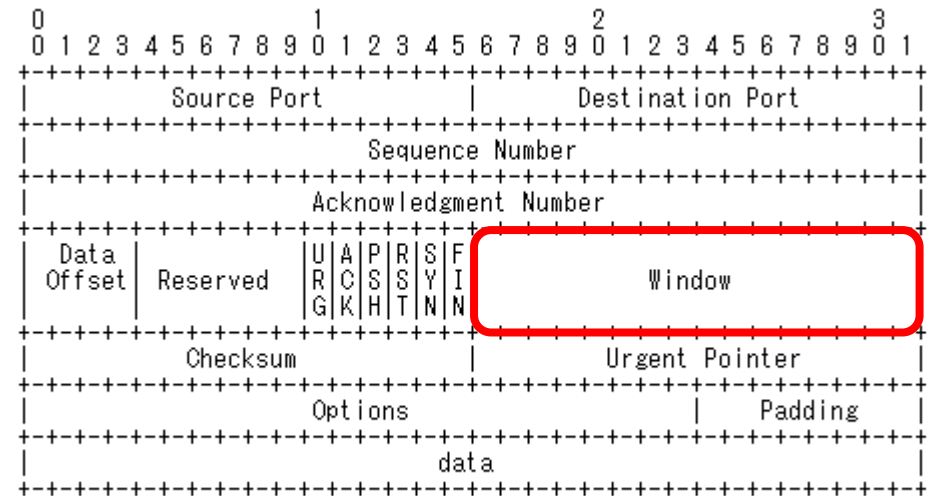 0                   1                   2                   3
0 1 2 3 4 5 6 7 8 9 0 1 2 3 4 5 6 7 8 9 0 1 2 3 4 5 6 7 8 9 0 1
+-+-+-+-+-+-+-+-+-+-+-+-+-+-+-+-+-+-+-+-+-+-+-+-+-+-+-+-+-+-+-+-+
|          Source Port          |       Destination Port        |
+-+-+-+-+-+-+-+-+-+-+-+-+-+-+-+-+-+-+-+-+-+-+-+-+-+-+-+-+-+-+-+-+
|                        Sequence Number                        |
+-+-+-+-+-+-+-+-+-+-+-+-+-+-+-+-+-+-+-+-+-+-+-+-+-+-+-+-+-+-+-+-+
|                    Acknowledgment Number                      |
+-+-+-+-+-+-+-+-+-+-+-+-+-+-+-+-+-+-+-+-+-+-+-+-+-+-+-+-+-+-+-+-+
|  Data |           |U|A|P|R|S|F|                               |
| Offset| Reserved  |R|C|S|S|Y|I|            Window             |
|       |           |G|K|H|T|N|N|                               |
+-+-+-+-+-+-+-+-+-+-+-+-+-+-+-+-+-+-+-+-+-+-+-+-+-+-+-+-+-+-+-+-+
|           Checksum            |         Urgent Pointer        |
+-+-+-+-+-+-+-+-+-+-+-+-+-+-+-+-+-+-+-+-+-+-+-+-+-+-+-+-+-+-+-+-+
|                    Options                    |    Padding    |
+-+-+-+-+-+-+-+-+-+-+-+-+-+-+-+-+-+-+-+-+-+-+-+-+-+-+-+-+-+-+-+-+
|                             data                              |
+-+-+-+-+-+-+-+-+-+-+-+-+-+-+-+-+-+-+-+-+-+-+-+-+-+-+-+-+-+-+-+-+